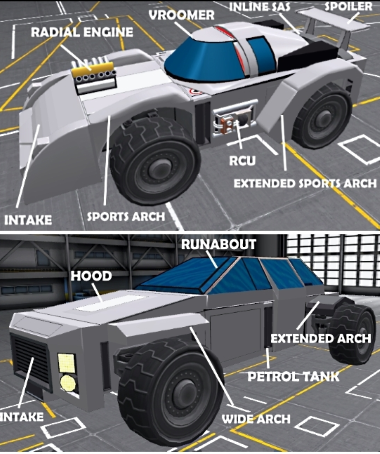 INLINE SAS
SPOILER
VROOMER
RADIAL ENGINE
RCU
EXTENDED SPORTS ARCH
SPORTS ARCH
INTAKE
RUNABOUT
HOOD
EXTENDED ARCH
PETROL TANK
INTAKE
WIDE ARCH